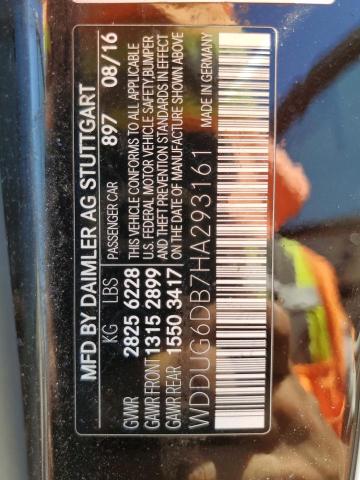 MFD BY DAIMLER AG STUTTGART
KG LBS PASSENGER CAR 897 08/16
GVWR 2825 6228 THIS VEHICLE CONFORMS TO ALL APPLICABLE
GAWR FRONT 1315 2899 U.S. FEDERAL MOTOR VEHICLE SAFETY, BUMPER
AND THEFT PREVENTION STANDARDS IN EFFECT
GAWR REAR 1550 3417 ON THE DATE OF MANUFACTURE SHOWN ABOVE
WDDUG6DB7HA293161
MADE IN GERMANY